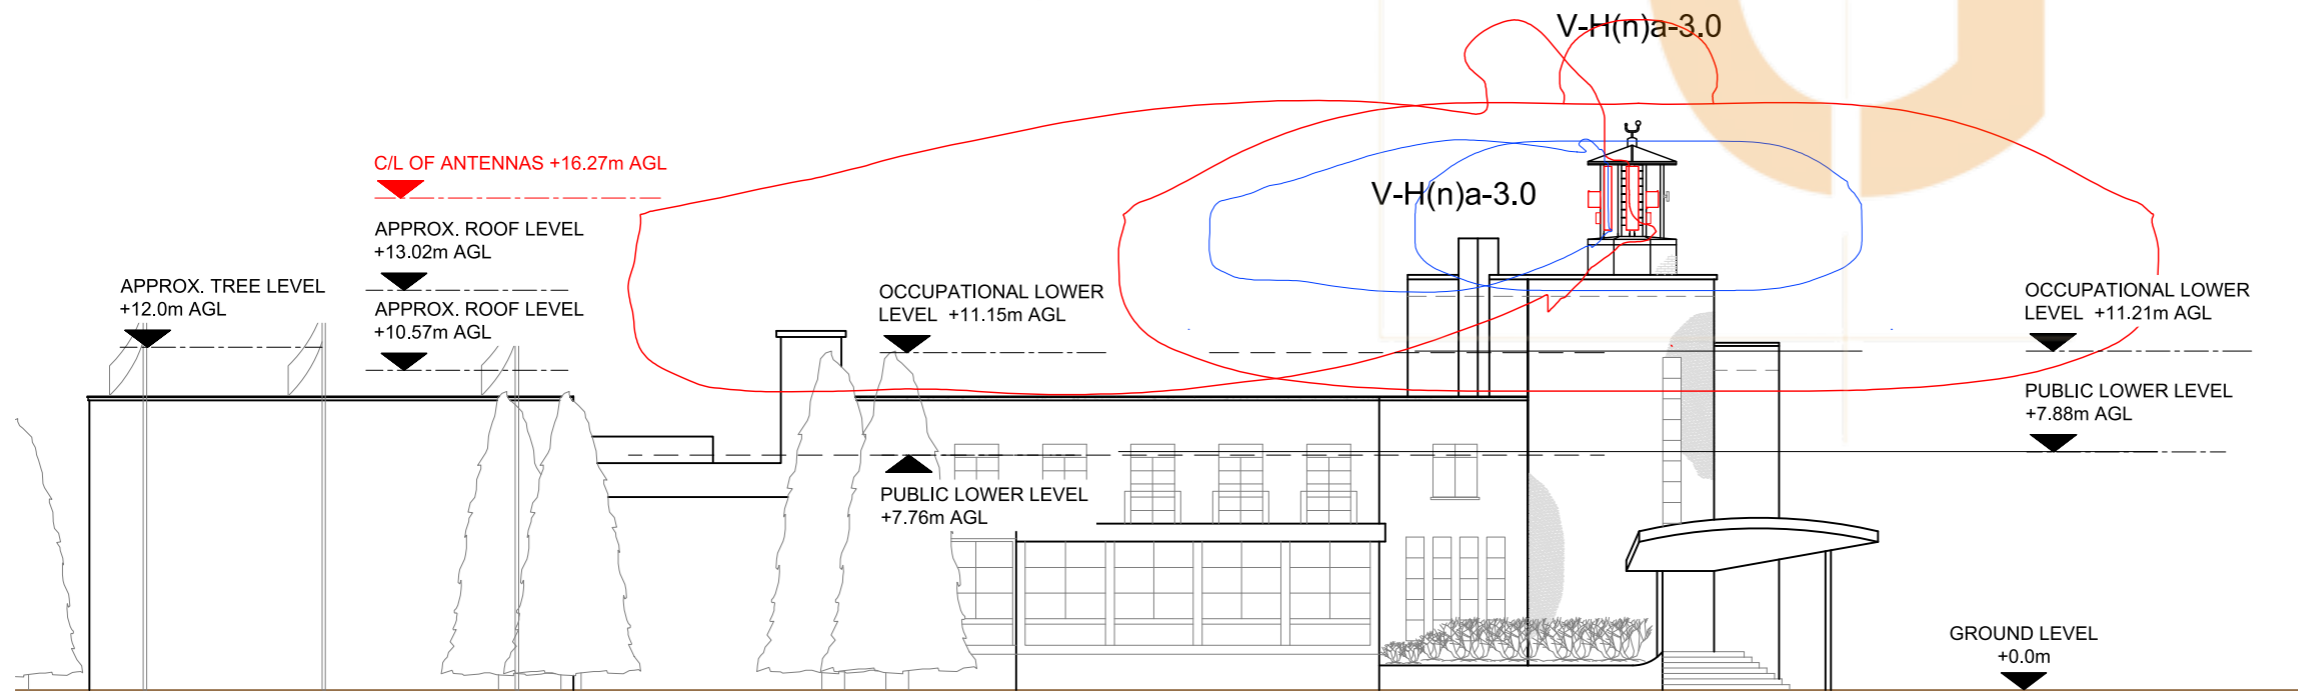 V-H(n)a-3.0
C/L OF ANTENNAS +16.27m AGL
V-H(n)a-3.0
APPROX. ROOF LEVEL
+13.02m AGL
APPROX. TREE LEVEL
+12.0m AGL
APPROX. ROOF LEVEL
+10.57m AGL
OCCUPATIONAL LOWER
LEVEL +11.15m AGL
OCCUPATIONAL LOWER
LEVEL +11.21m AGL
PUBLIC LOWER LEVEL
+7.88m AGL
PUBLIC LOWER LEVEL
+7.76m AGL
GROUND LEVEL
+0.0m